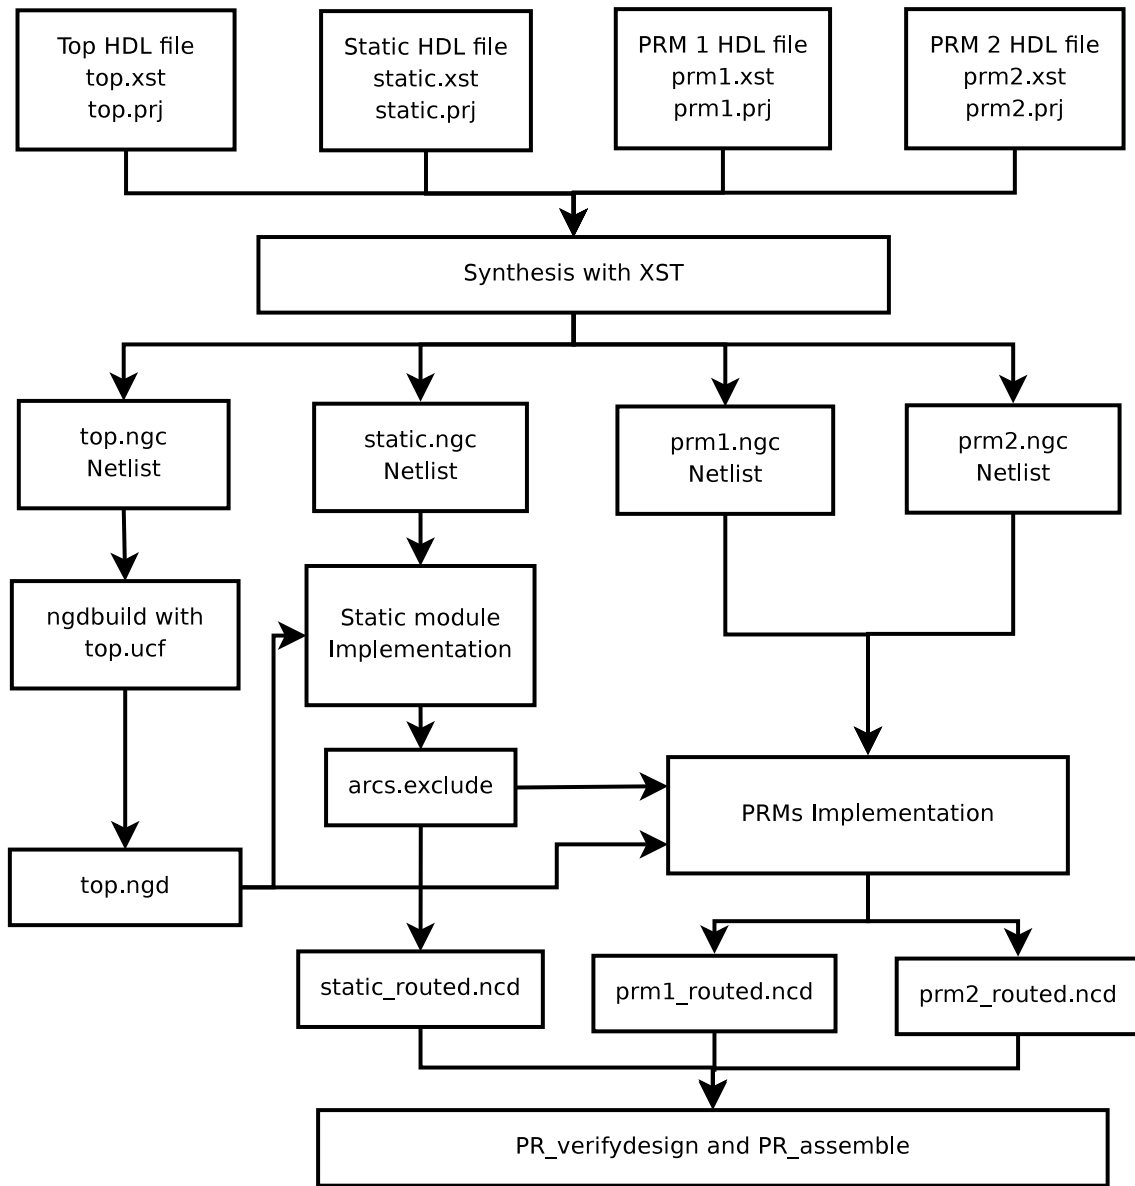 Top HDL file
top.xst
top.prj
Static HDL file
static.xst
static.prj
PRM 1 HDL file
prm1.xst
prm1.prj
PRM 2 HDL file
prm2.xst
prm2.prj
Synthesis with XST
top.ngc
Netlist
static.ngc
Netlist
prm1.ngc
Netlist
prm2.ngc
Netlist
ngdbuild with
top.ucf
Static module
Implementation
arcs.exclude
PRMs Implementation
top.ngd
static_routed.ncd
prm1_routed.ncd
prm2_routed.ncd
PR_verifydesign and PR_assemble